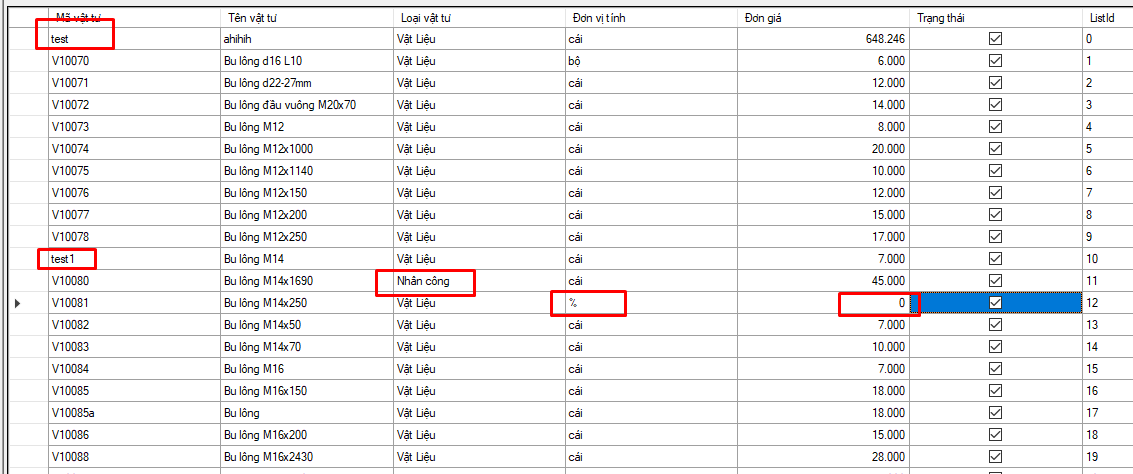 Mã vật tư Tên vật tư Loại vật tư Đơn vị tính Đơn giá Trạng thái ListId
test ahihih Vật Liệu cái 648.246 0
V10070 Bu lông d16 L10 Vật Liệu bộ 6.000 1
V10071 Bu lông d22-27mm Vật Liệu cái 12.000 2
V10072 Bu lông đầu vuông M20x70 Vật Liệu cái 14.000 3
V10073 Bu lông M12 Vật Liệu cái 8.000 4
V10074 Bu lông M12x1000 Vật Liệu cái 20.000 5
V10075 Bu lông M12x1140 Vật Liệu cái 10.000 6
V10076 Bu lông M12x150 Vật Liệu cái 12.000 7
V10077 Bu lông M12x200 Vật Liệu cái 15.000 8
V10078 Bu lông M12x250 Vật Liệu cái 17.000 9
test1 Bu lông M14 Vật Liệu cái 7.000 10
V10080 Bu lông M14x1690 Nhân công cái 45.000 11
V10081 Bu lông M14x250 Vật Liệu % 0 12
V10082 Bu lông M14x50 Vật Liệu cái 7.000 13
V10083 Bu lông M14x70 Vật Liệu cái 10.000 14
V10084 Bu lông M16 Vật Liệu cái 7.000 15
V10085 Bu lông M16x150 Vật Liệu cái 18.000 16
V10085a Bu lông Vật Liệu cái 18.000 17
V10086 Bu lông M16x200 Vật Liệu cái 15.000 18
V10088 Bu lông M16x2430 Vật Liệu cái 28.000 19